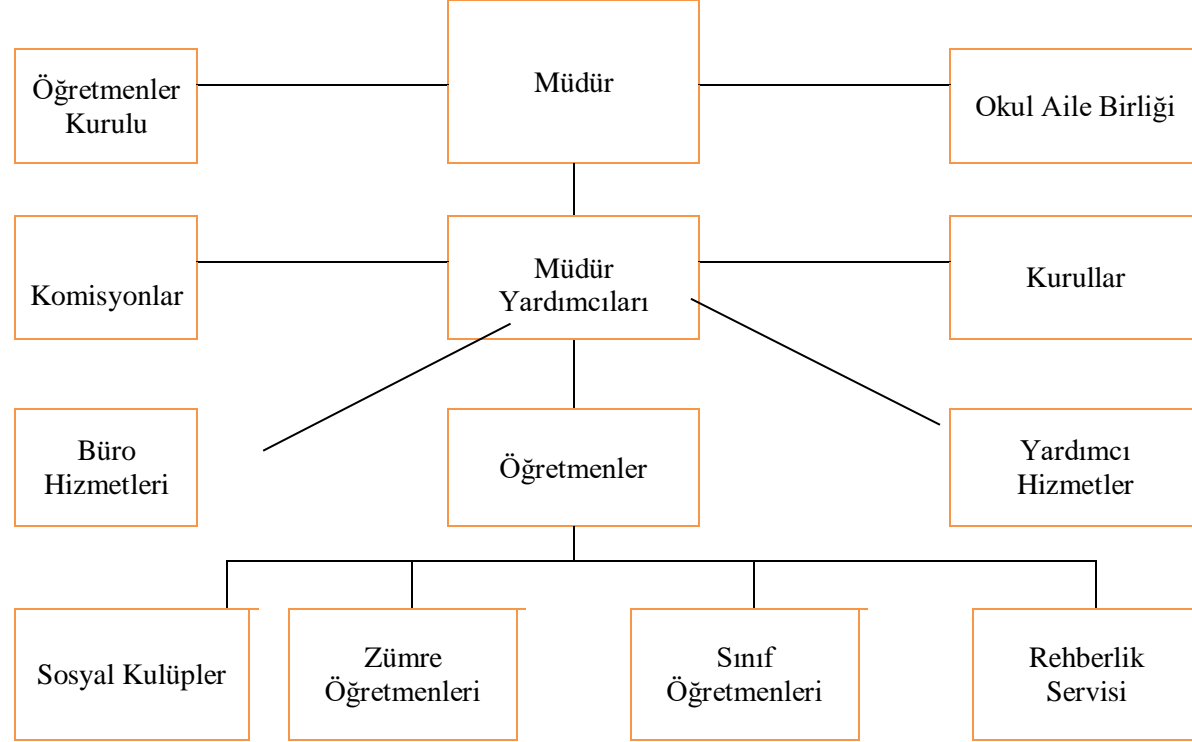 Öğretmenler
Kurulu
Müdür
Okul Aile Birliği
Komisyonlar
Müdür
Yardımcıları
Kurullar
Büro
Hizmetleri
Öğretmenler
Yardımcı
Hizmetler
Sosyal Kulüpler
Zümre
Öğretmenleri
Sınıf
Öğretmenleri
Rehberlik
Servisi